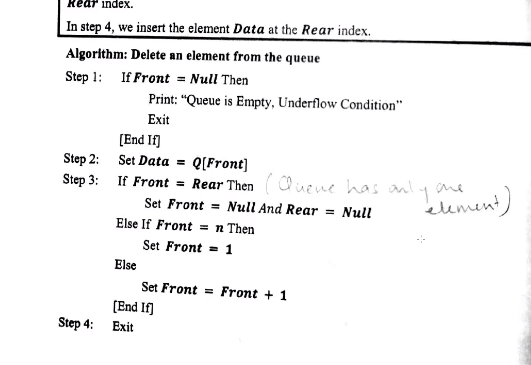 Rear index.
In step 4, we insert the element Data at the Rear index.
Algorithm: Delete an element from the queue
Step 1: If Front = Null Then
Print: "Queue is Empty, Underflow Condition"
Exit
[End If]
Step 2: Set Data = Q[Front]
Step 3: If Front = Rear Then (Queue has only one element)
Set Front = Null And Rear = Null
Else If Front = n Then
Set Front = 1
Else
Set Front = Front + 1
[End If]
Step 4: Exit